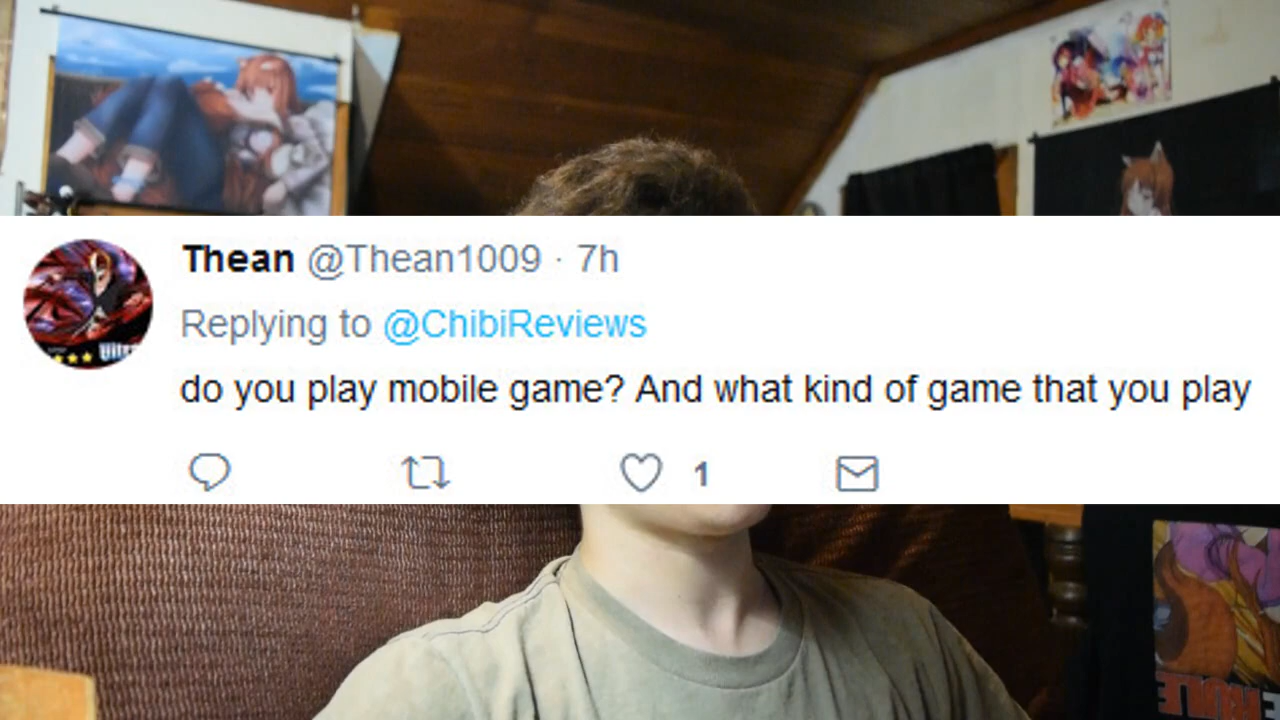 Thean @Thean1009 · 7h
Replying to @ChibiReviews
do you play mobile game? And what kind of game that you play
1